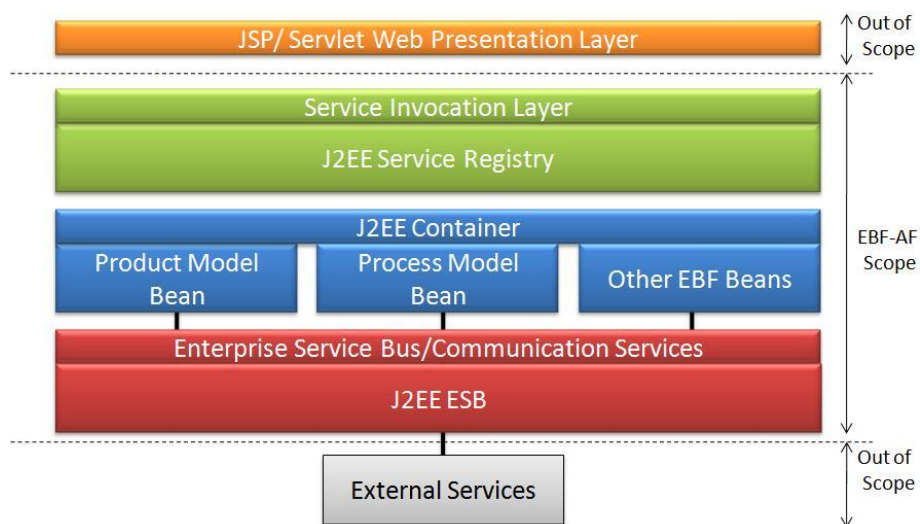 JSP/ Servlet Web Presentation Layer
Out of
Scope
Service Invocation Layer
J2EE Service Registry
J2EE Container
EBF-AF
Scope
Product Model
Bean
Process Model
Bean
Other EBF Beans
Enterprise Service Bus/Communication Services
J2EE ESB
Out of
Scope
External Services